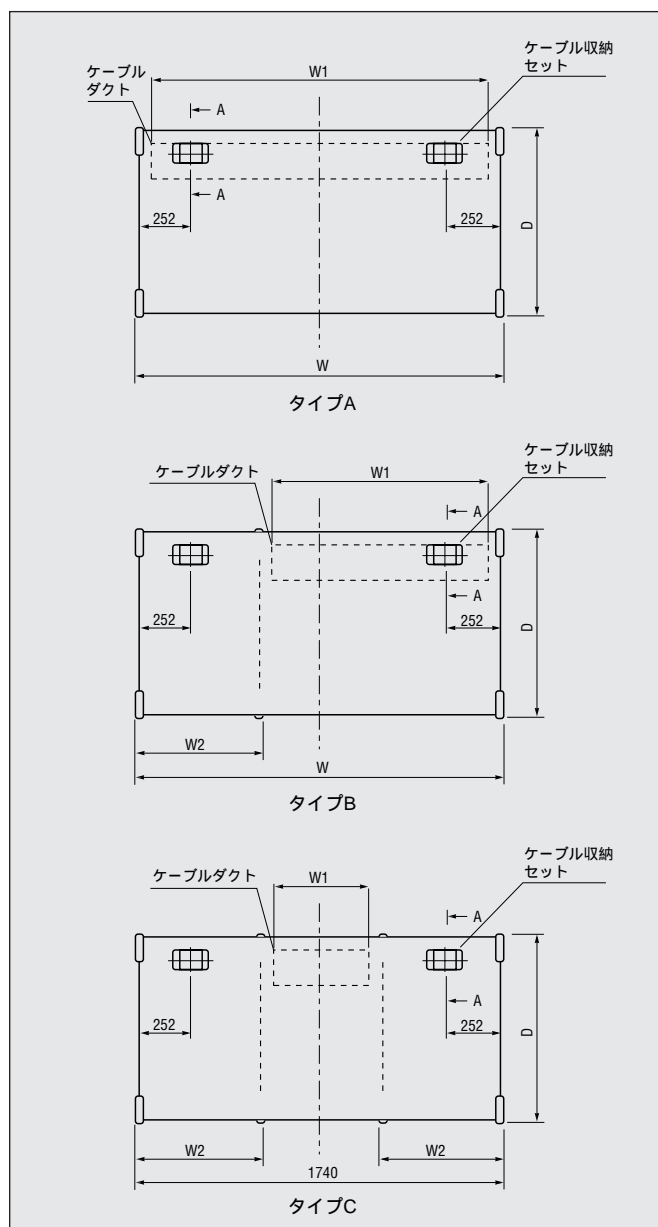 ケーブル
ダクト
W1
ケーブル収納
セット
A
A
252
252
D
W
タイプA
ケーブルダクト
W1
ケーブル収納
セット
A
A
252
252
D
W2
W
タイプB
ケーブルダクト
W1
ケーブル収納
セット
A
A
252
252
D
W2
W2
1740
タイプC